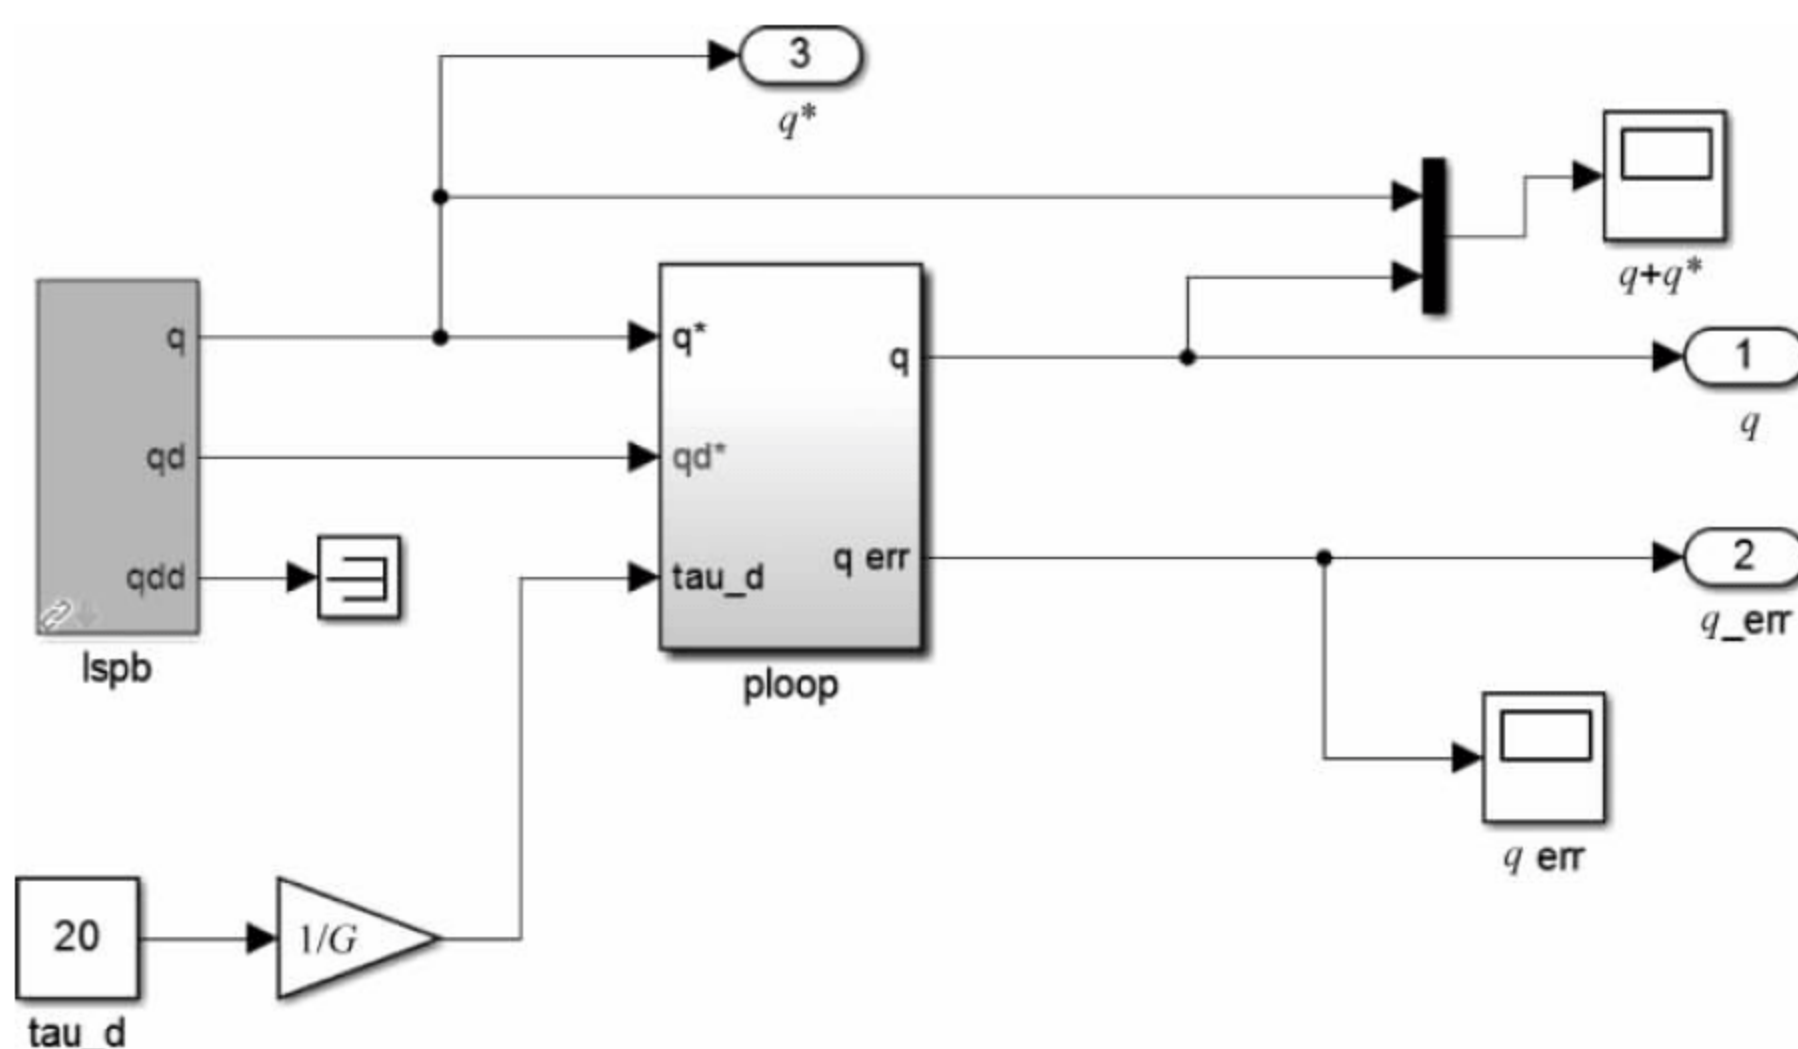 3
q*
q+q*
q
q*
q
1
q
qd
qd*
qdd
tau_d
q err
2
q_err
lspb
ploop
q err
20
1/G
tau_d